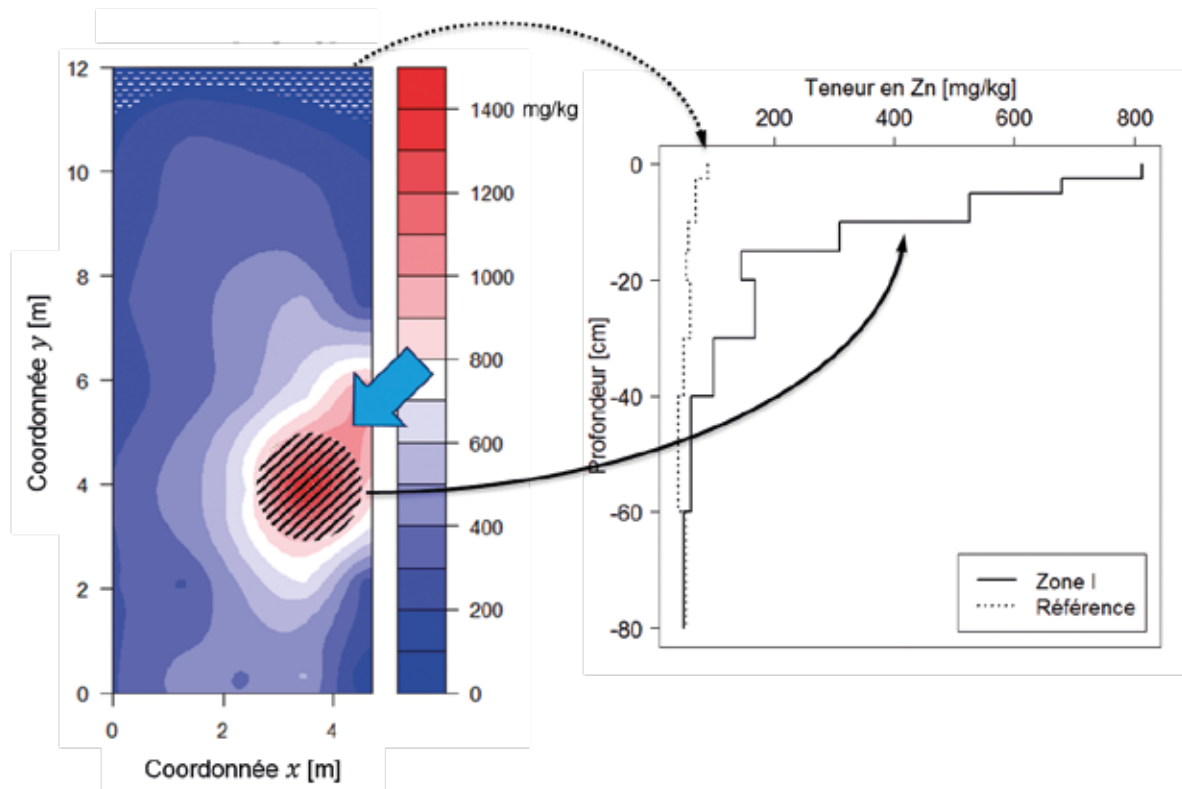 12
10
8
6
4
2
0
Coordonnée y [m]
0 2 4
Coordonnée x [m]
1400 mg/kg
1200
1000
800
600
400
200
0
Teneur en Zn [mg/kg]
200 400 600 800
0
-20
-40
-60
-80
Profondeur [cm]
Zone I
Référence